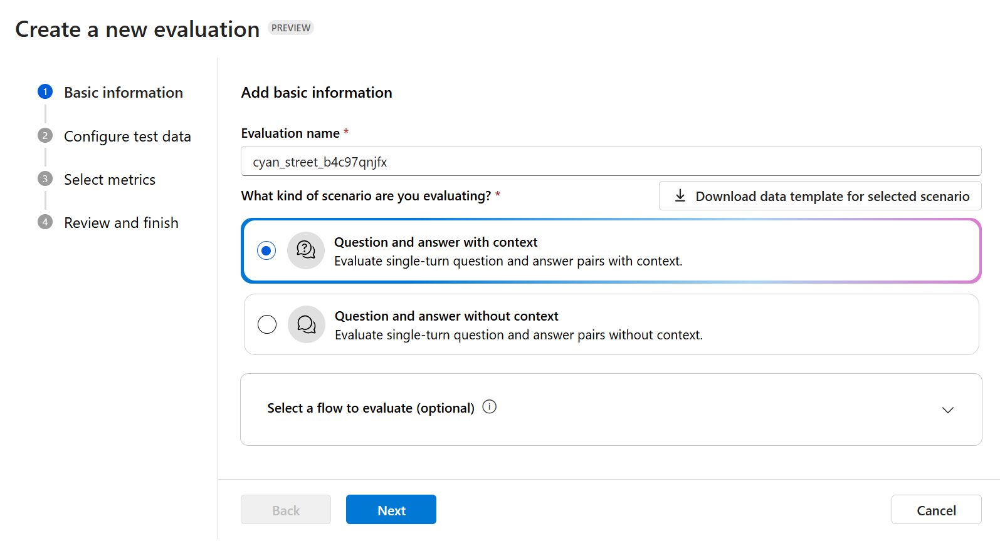 Create a new evaluation PREVIEW
1 Basic information
2 Configure test data
3 Select metrics
4 Review and finish
Add basic information
Evaluation name *
cyan_street_b4c97qnjfx
What kind of scenario are you evaluating? *
Download data template for selected scenario
Question and answer with context
Evaluate single-turn question and answer pairs with context.
Question and answer without context
Evaluate single-turn question and answer pairs without context.
Select a flow to evaluate (optional)
Back
Next
Cancel